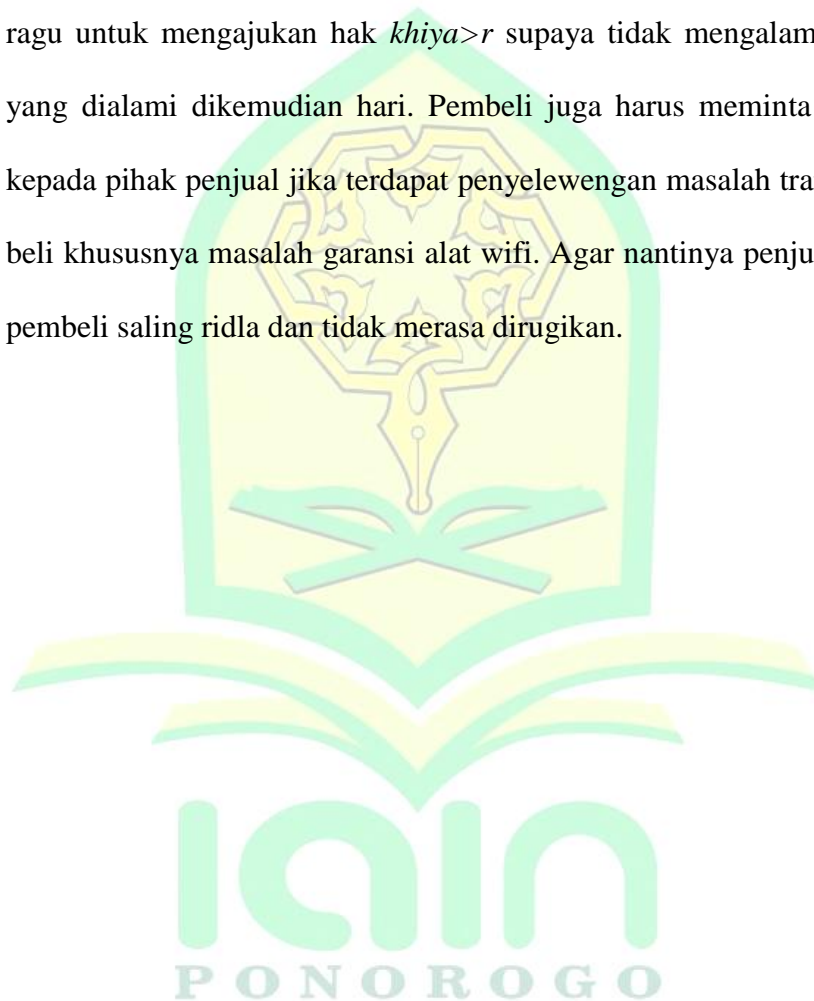 ragu untuk mengajukan hak khiya>r supaya tidak mengalam
yang dialami dikemudian hari. Pembeli juga harus meminta
kepada pihak penjual jika terdapat penyelewengan masalah tra
beli khususnya masalah garansi alat wifi. Agar nantinya penju
pembeli saling ridla dan tidak merasa dirugikan.
iain
PONOROGO